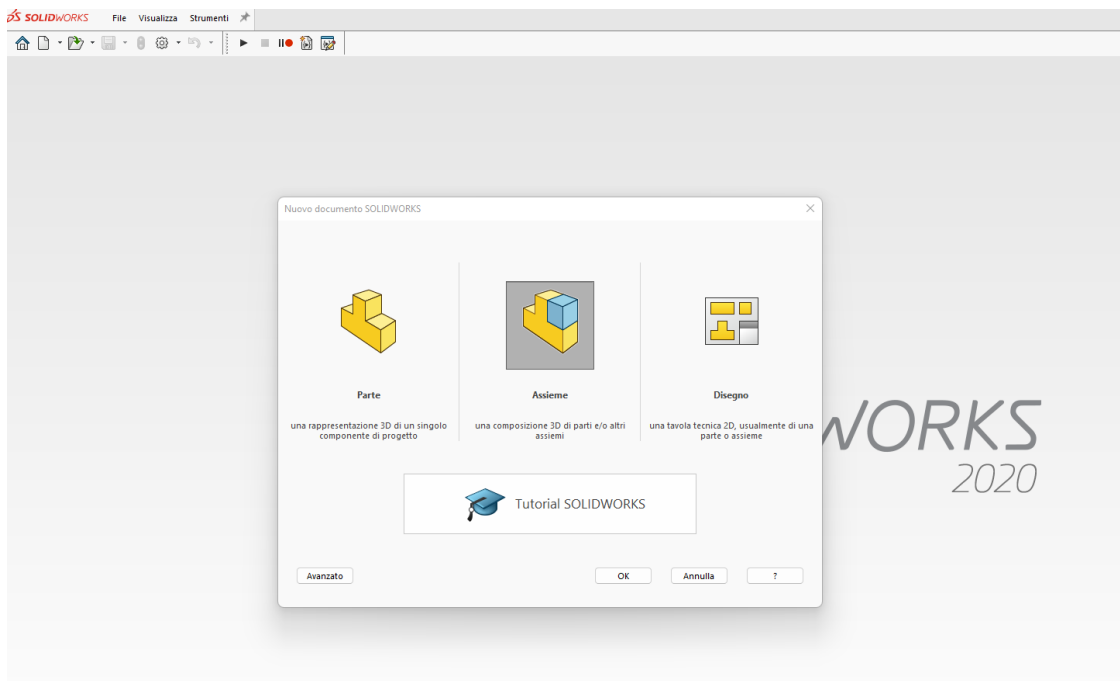 SOLIDWORKS File Visualizza Strumenti
Nuovo documento SOLIDWORKS
Parte
una rappresentazione 3D di un singolo
componente di progetto
Assieme
una composizione 3D di parti e/o altri
assiemi
Disegno
una tavola tecnica 2D, usualmente di una
parte o assieme
WORKS
2020
Tutorial SOLIDWORKS
Avanzato OK Annulla ?